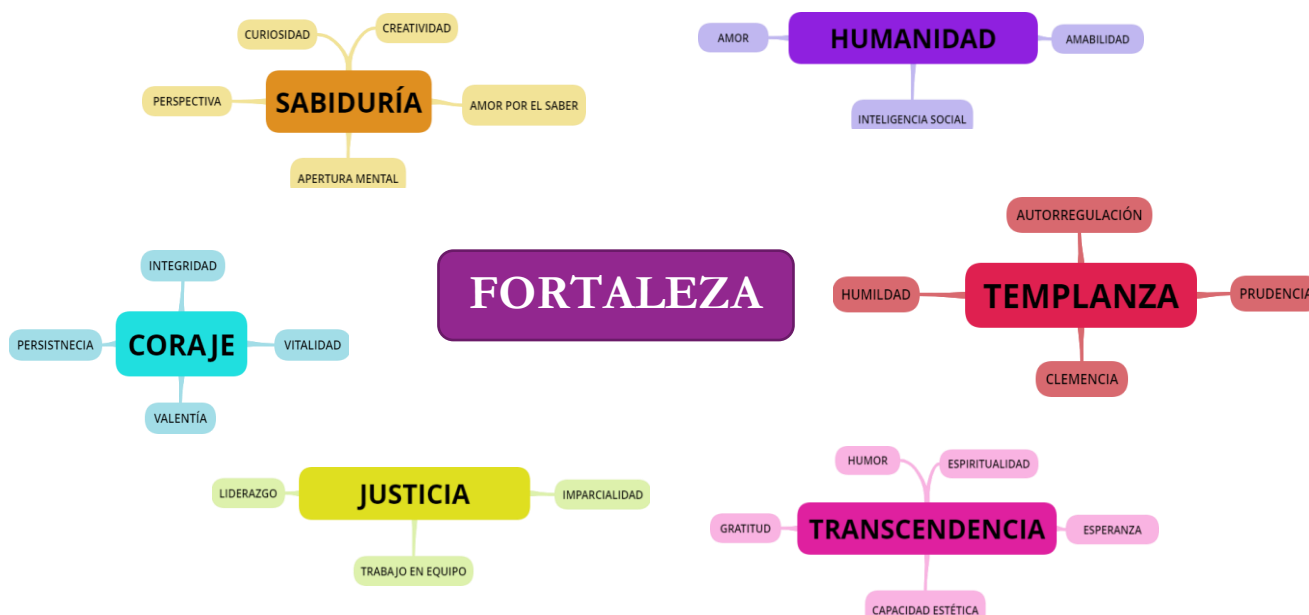 CURIOSIDAD
CREATIVIDAD
PERSPECTIVA
SABIDURÍA
AMOR POR EL SABER
APERTURA MENTAL
AMOR
HUMANIDAD
AMABILIDAD
INTELIGENCIA SOCIAL
INTEGRIDAD
PERSISTNECIA
CORAJE
VITALIDAD
VALENTÍA
FORTALEZA
AUTORREGULACIÓN
HUMILDAD
TEMPLANZA
PRUDENCIA
CLEMENCIA
LIDERAZGO
JUSTICIA
IMPARCIALIDAD
TRABAJO EN EQUIPO
HUMOR
ESPIRITUALIDAD
GRATITUD
TRANSCENDENCIA
ESPERANZA
CAPACIDAD ESTÉTICA